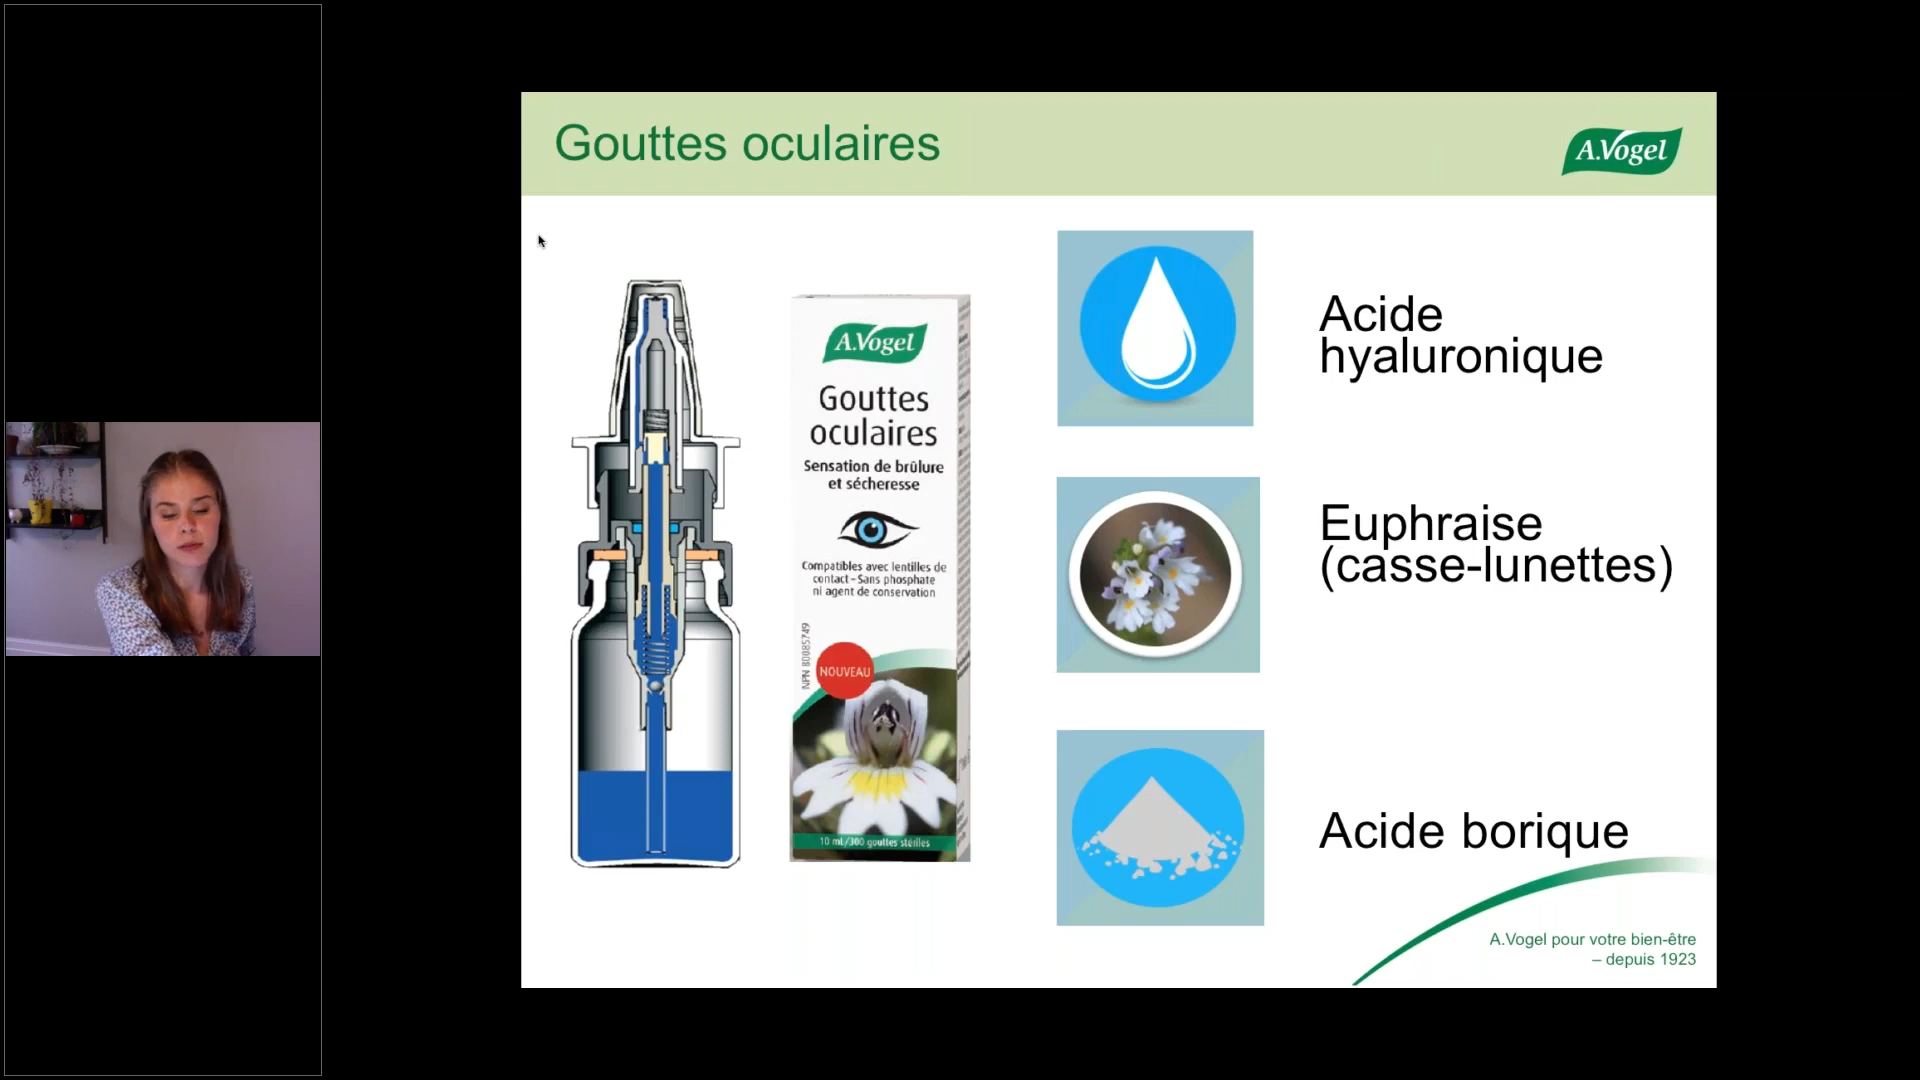 Gouttes oculaires
A.Vogel
A.Vogel
Gouttes
oculaires
Sensation de brûlure
et sécheresse
Compatibles avec lentilles de
contact – Sans phosphate
ni agent de conservation
NPN 80085749
NOUVEAU
10 mL/300 gouttes stériles
Acide
hyaluronique
Euphraise
(casse-lunettes)
Acide borique
A.Vogel pour votre bien-être
– depuis 1923